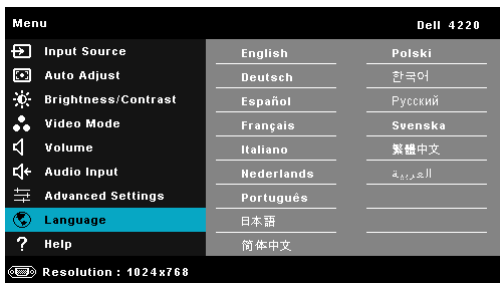 Menu Dell 4220
Input Source English Polski
Auto Adjust Deutsch 한국어
Brightness/Contrast Español Русский
Video Mode Français Svenska
Volume Italiano 繁體中文
Audio Input Nederlands العربية
Advanced Settings Português
Language 日本語
Help 简体中文
Resolution : 1024x768